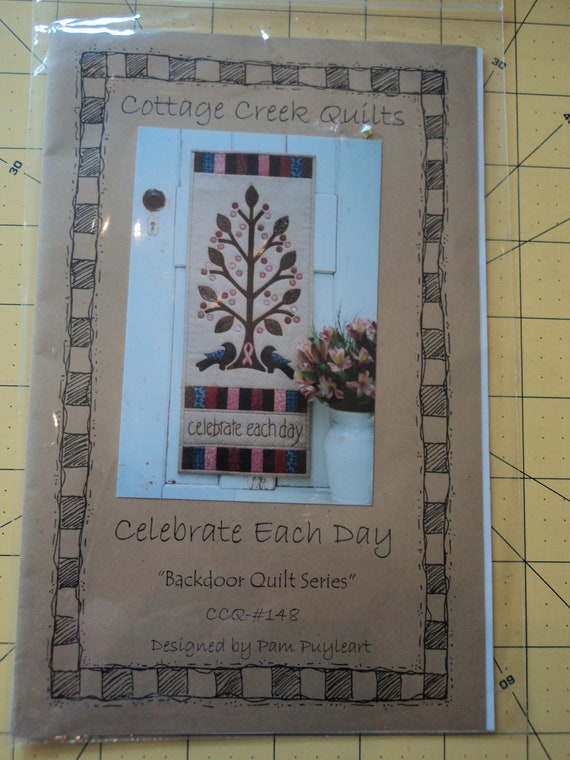 Cottage Creek Quilts
celebrate each day
Celebrate Each Day
"Backdoor Quilt Series"
CCQ-#148
Designed by Pam Puyleart
30
30
60